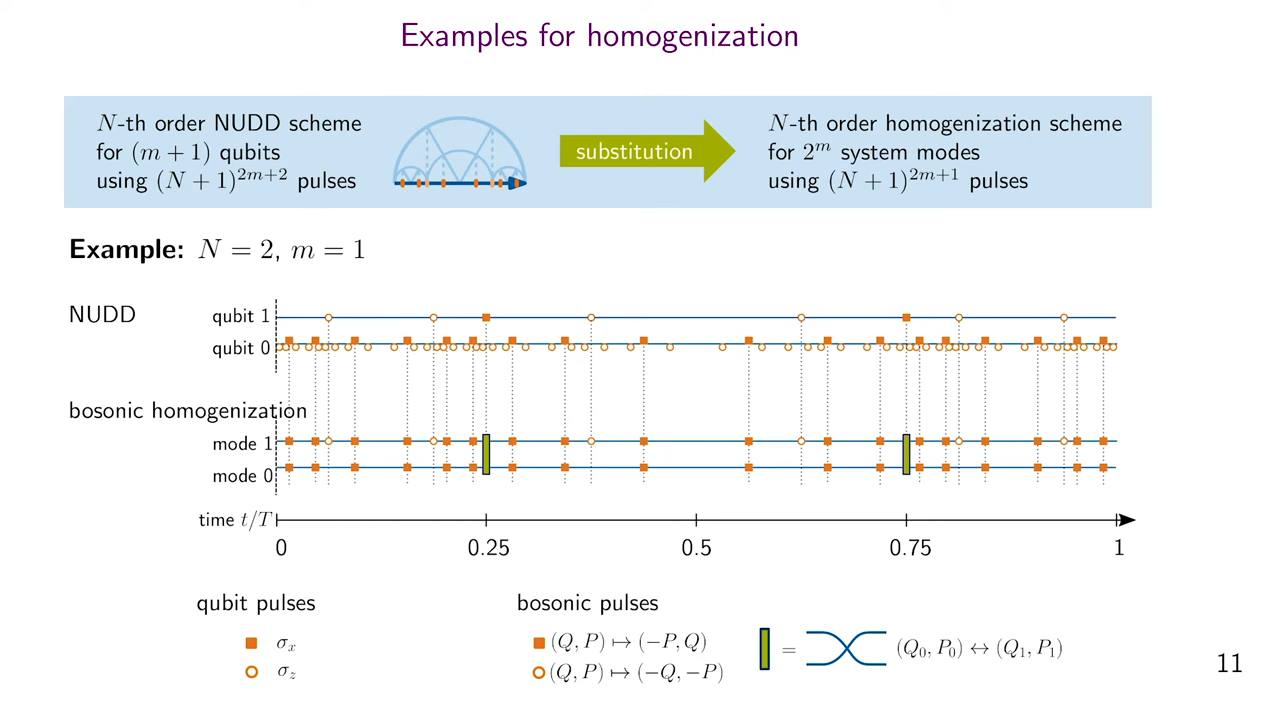 Examples for homogenization
N-th order NUDD scheme
for (m + 1) qubits
using (N + 1)^{2m+2} pulses
substitution
N-th order homogenization scheme
for 2^m system modes
using (N + 1)^{2m+1} pulses
Example: N = 2, m = 1
NUDD
qubit 1
qubit 0
bosonic homogenization
mode 1
mode 0
time t/T
0 0.25 0.5 0.75 1
qubit pulses
σ_x
σ_z
bosonic pulses
(Q, P) ↦ (−P, Q)
(Q, P) ↦ (−Q, −P)
= (Q_0, P_0) ↔ (Q_1, P_1)
11